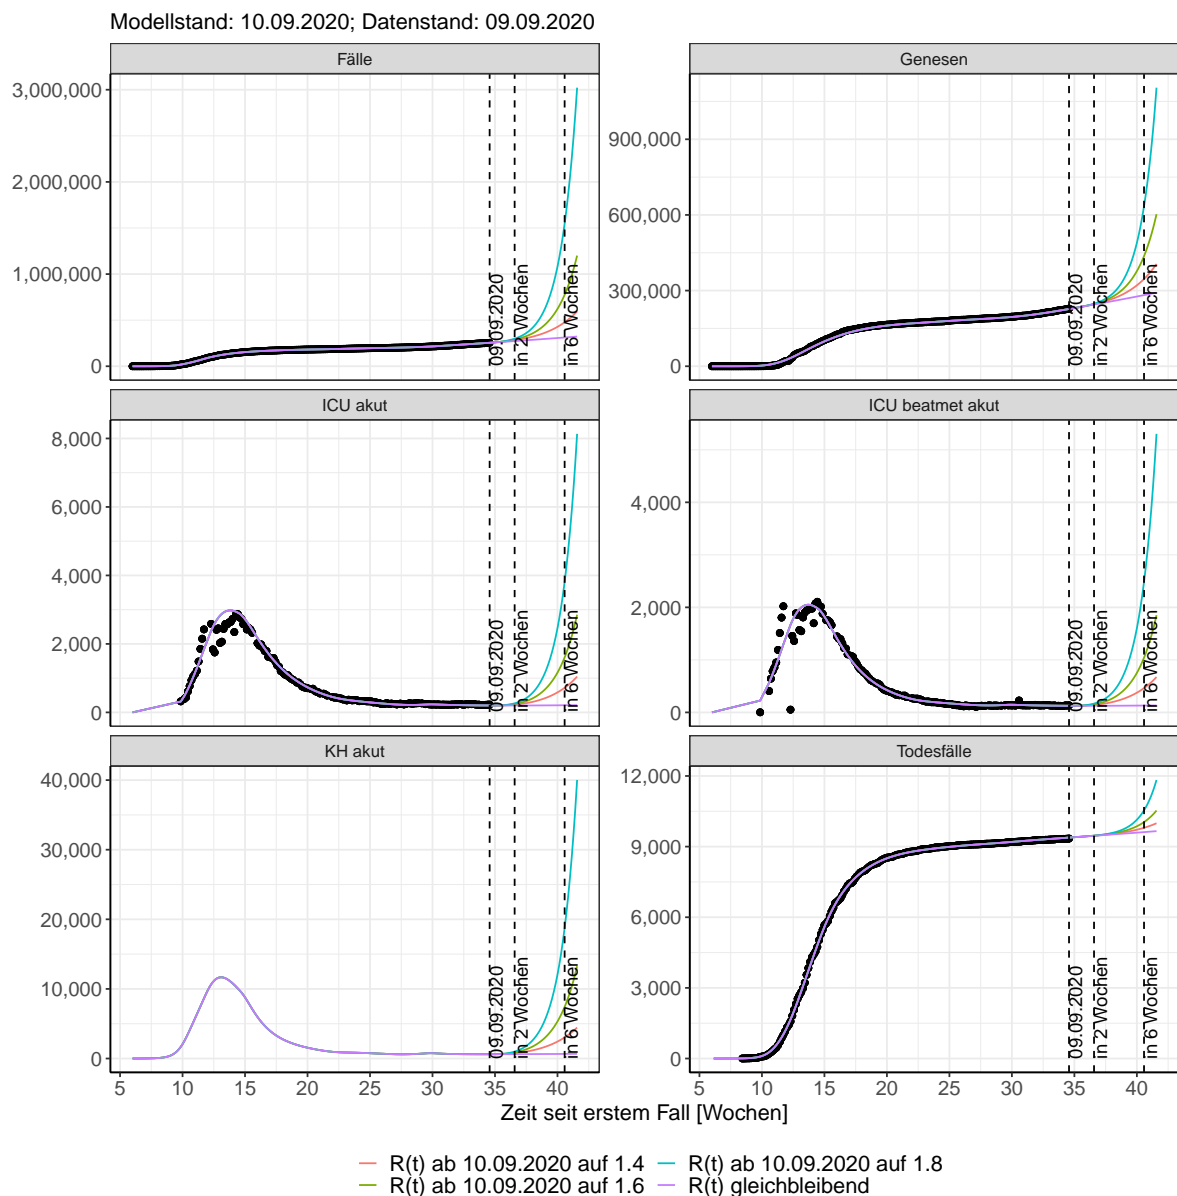 Modellstand: 10.09.2020; Datenstand: 09.09.2020
Fälle
3,000,000
2,000,000
1,000,000
0
09.09.2020
in 2 Wochen
in 6 Wochen
Genesen
900,000
600,000
300,000
0
09.09.2020
in 2 Wochen
in 6 Wochen
ICU akut
8,000
6,000
4,000
2,000
0
09.09.2020
in 2 Wochen
in 6 Wochen
ICU beatmet akut
4,000
2,000
0
09.09.2020
in 2 Wochen
in 6 Wochen
KH akut
40,000
30,000
20,000
10,000
0
09.09.2020
in 2 Wochen
in 6 Wochen
5 10 15 20 25 30 35 40
Todesfälle
12,000
9,000
6,000
3,000
0
09.09.2020
in 2 Wochen
in 6 Wochen
5 10 15 20 25 30 35 40
Zeit seit erstem Fall [Wochen]
R(t) ab 10.09.2020 auf 1.4
R(t) ab 10.09.2020 auf 1.8
R(t) ab 10.09.2020 auf 1.6
R(t) gleichbleibend